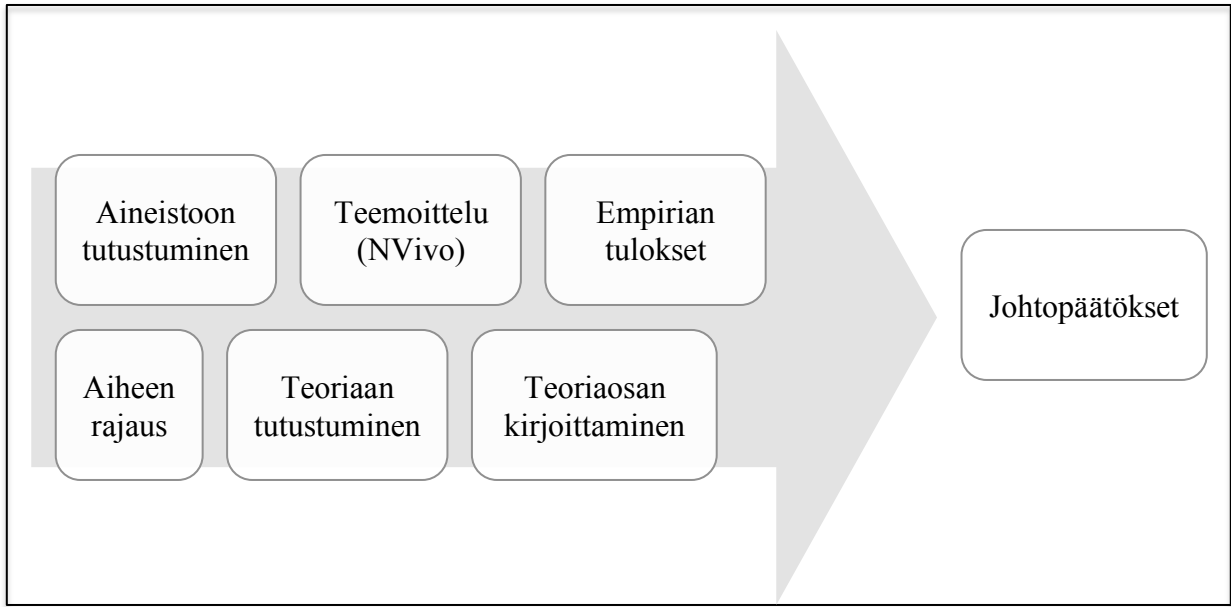 Aineistoon
tutustuminen
Teemoittelu
(NVivo)
Empirian
tulokset
Aiheen
rajaus
Teoriaan
tutustuminen
Teoriaosan
kirjoittaminen
Johtopäätökset